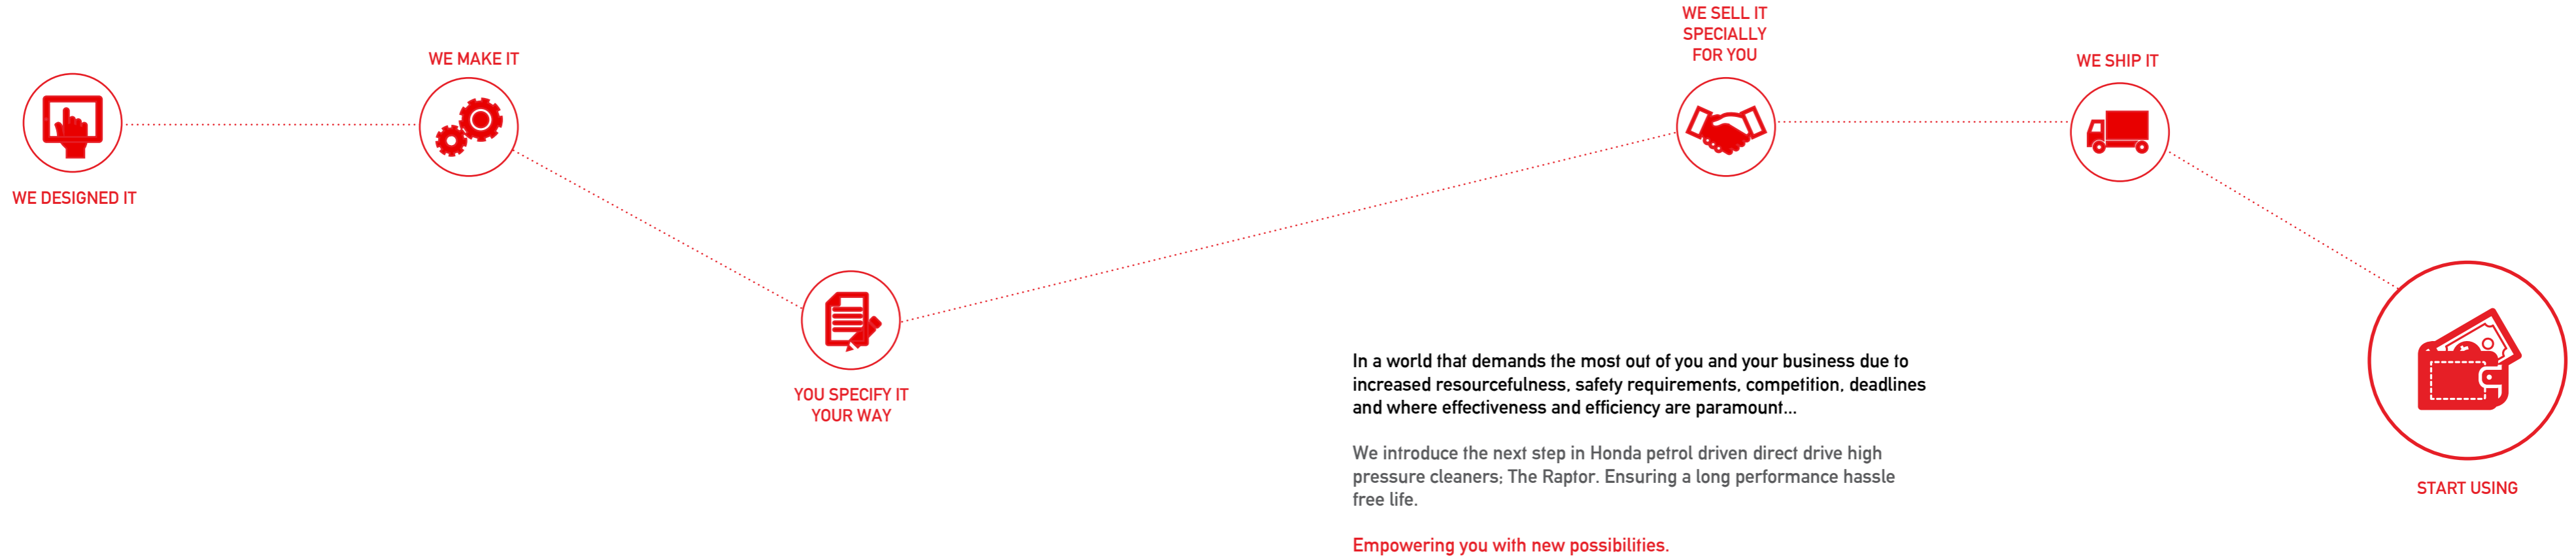 WE DESIGNED IT
WE MAKE IT
YOU SPECIFY IT
YOUR WAY
WE SELL IT
SPECIALLY
FOR YOU
WE SHIP IT
START USING
In a world that demands the most out of you and your business due to
increased resourcefulness, safety requirements, competition, deadlines
and where effectiveness and efficiency are paramount...
We introduce the next step in Honda petrol driven direct drive high
pressure cleaners; The Raptor. Ensuring a long performance hassle
free life.
Empowering you with new possibilities.